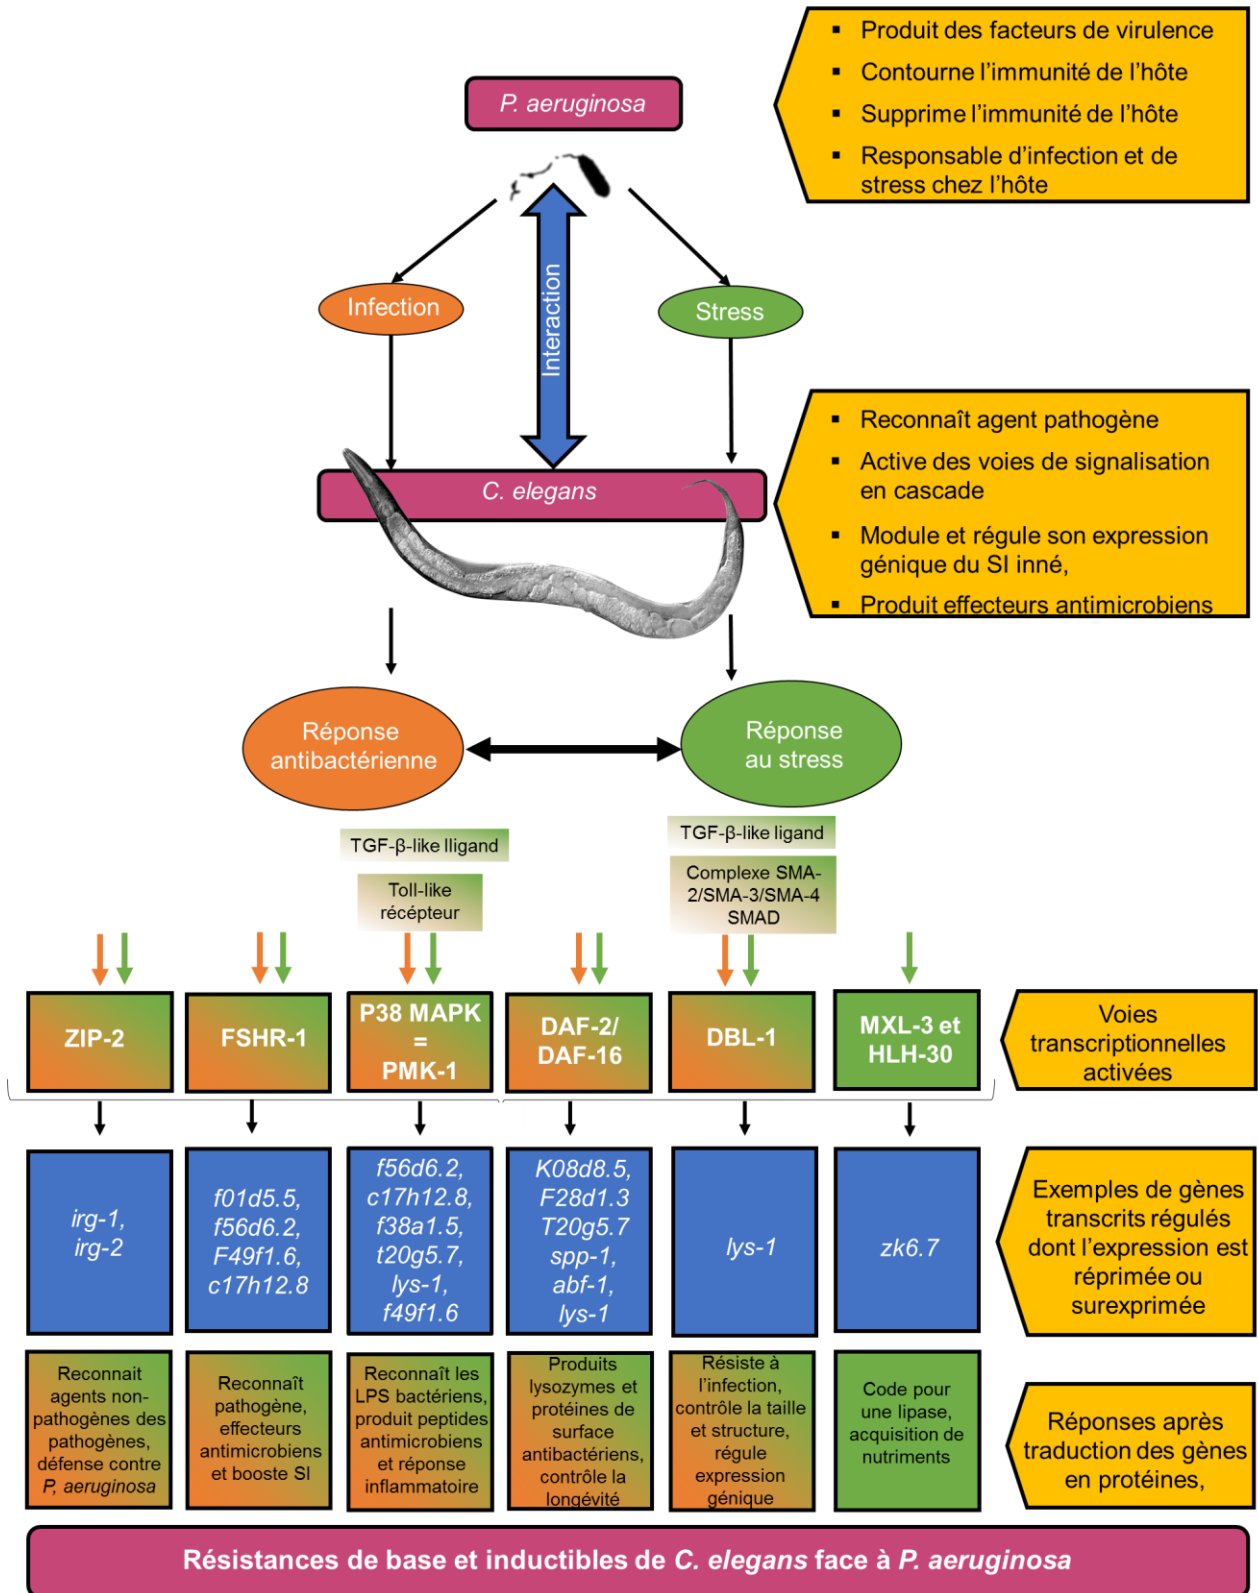 ▪ Produit des facteurs de virulence
▪ Contourne l'immunité de l'hôte
▪ Supprime l'immunité de l'hôte
▪ Responsable d'infection et de
stress chez l'hôte
P. aeruginosa
Infection
Interaction
Stress
▪ Reconnaît agent pathogène
▪ Active des voies de signalisation
en cascade
▪ Module et régule son expression
génique du SI inné,
▪ Produit effecteurs antimicrobiens
C. elegans
Réponse
antibactérienne
Réponse
au stress
TGF-β-like lligand
Toll-like
récépteur
TGF-β-like ligand
Complexe SMA-
2/SMA-3/SMA-4
SMAD
ZIP-2
FSHR-1
P38 MAPK
=
PMK-1
DAF-2/
DAF-16
DBL-1
MXL-3 et
HLH-30
Voies
transcriptionnelles
activées
irg-1,
irg-2
f01d5.5,
f56d6.2,
F49f1.6,
c17h12.8
f56d6.2,
c17h12.8,
f38a1.5,
t20g5.7,
lys-1,
f49f1.6
K08d8.5,
F28d1.3
T20g5.7
spp-1,
abf-1,
lys-1
lys-1
zk6.7
Exemples de gènes
transcrits régulés
dont l'expression est
réprimée ou
surexprimée
Reconnait
agents non-
pathogènes des
pathogènes,
défense contre
P, aeruginosa
Reconnaît
pathogène,
effecteurs
antimicrobiens
et booste SI
Reconnaît les
LPS bactériens,
produit peptides
antimicrobiens
et réponse
inflammatoire
Produits
lysozymes et
protéines de
surface
antibactériens,
contrôle la
longévité
Résiste à
l'infection,
contrôle la taille
et structure,
régule
expression
génique
Code pour
une lipase,
acquisition de
nutriments
Réponses après
traduction des gènes
en protéines,
Résistances de base et inductibles de C. elegans face à P. aeruginosa